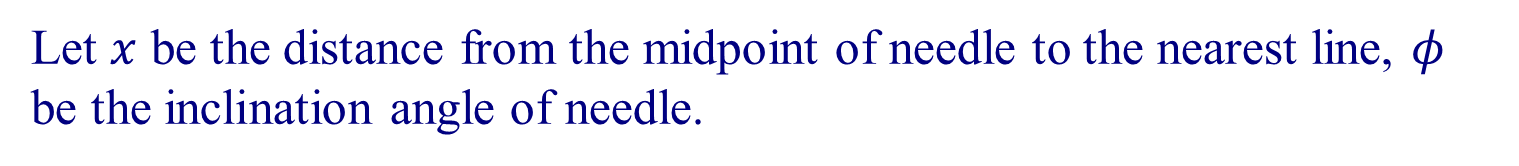 Let x be the distance from the midpoint of needle to the nearest line, ϕ
be the inclination angle of needle.